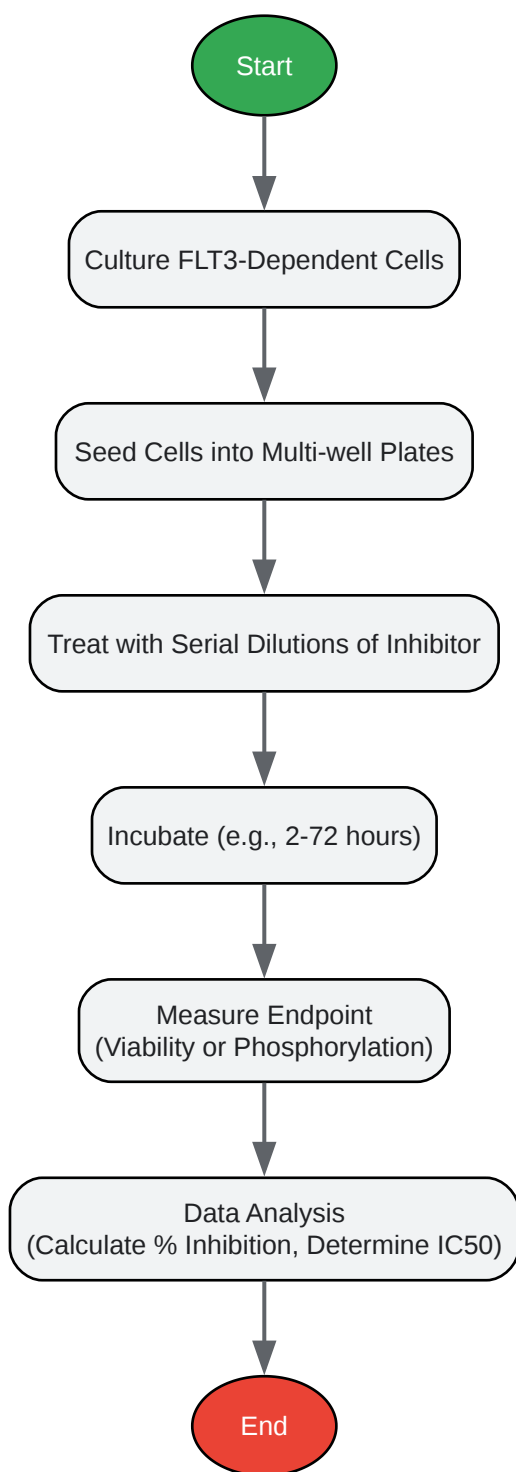 Start
Culture FLT3-Dependent Cells
Seed Cells into Multi-well Plates
Treat with Serial Dilutions of Inhibitor
Incubate (e.g., 2-72 hours)
Measure Endpoint
(Viability or Phosphorylation)
Data Analysis
(Calculate % Inhibition, Determine IC50)
End